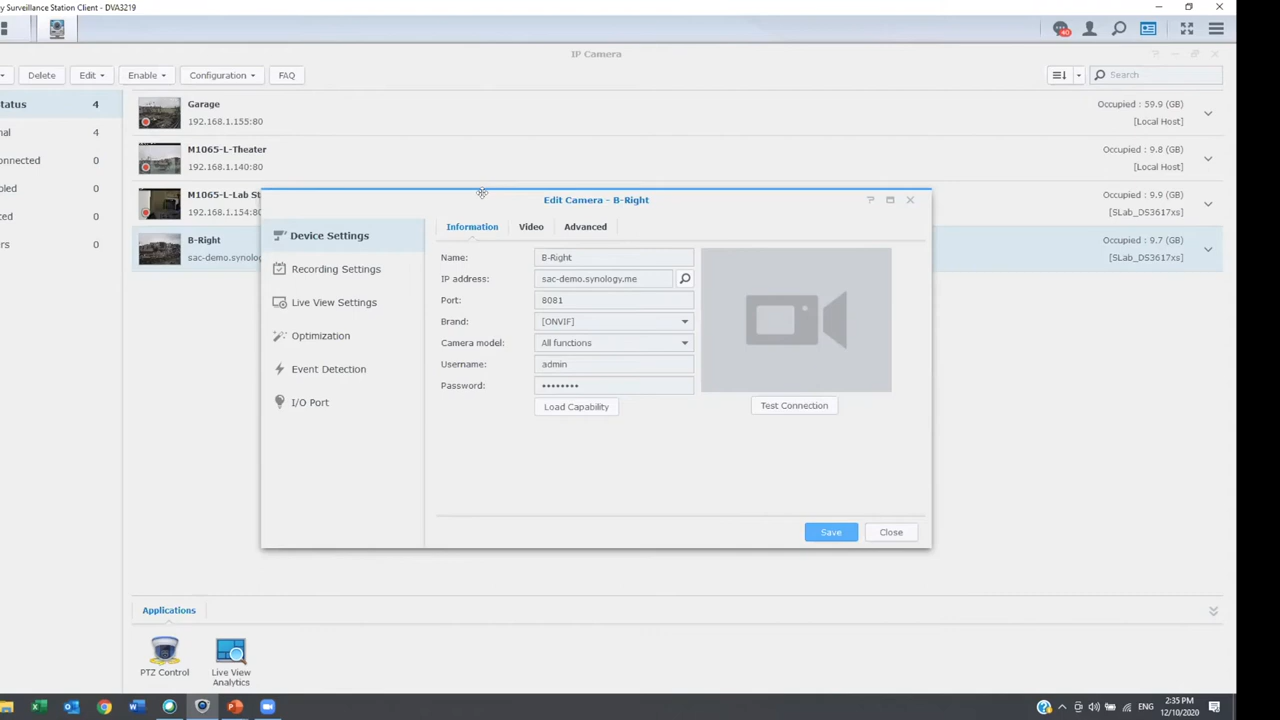 y Surveillance Station Client - DVA3219
40
IP Camera
Delete
Edit
Enable
Configuration
FAQ
Search
tatus 4
nal 4
onnected 0
bled 0
ted 0
rs 0
Garage
192.168.1.155:80
Occupied : 59.9 (GB)
[Local Host]
M1065-L-Theater
192.168.1.140:80
Occupied : 9.8 (GB)
[Local Host]
M1065-L-Lab St
192.168.1.154:80
Occupied : 9.9 (GB)
[SLab_DS3617xs]
B-Right
sac-demo.synolog
Occupied : 9.7 (GB)
[SLab_DS3617xs]
Edit Camera - B-Right
Device Settings
Recording Settings
Live View Settings
Optimization
Event Detection
I/O Port
Information Video Advanced
Name: B-Right
IP address: sac-demo.synology.me
Port: 8081
Brand: [ONVIF]
Camera model: All functions
Username: admin
Password: ••••••••
Load Capability
Test Connection
Save
Close
Applications
PTZ Control
Live View
Analytics
ENG
2:35 PM
12/10/2020